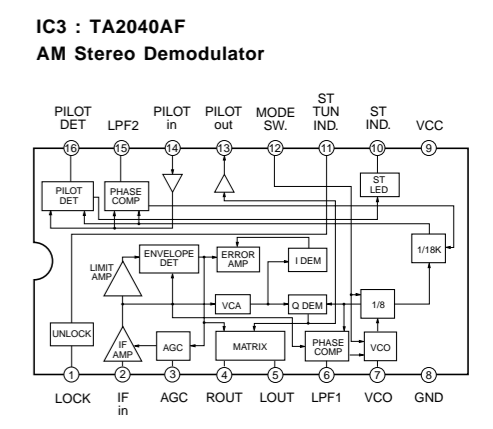 IC3 : TA2040AF
AM Stereo Demodulator
PILOT DET
LPF2
PILOT in
PILOT out
MODE SW.
ST TUN IND.
ST IND.
VCC
16
15
14
13
12
11
10
9
PILOT DET
PHASE COMP
ST LED
1/18K
ENVELOPE DET
ERROR AMP
I DEM
LIMIT AMP
VCA
Q DEM
1/8
UNLOCK
IF AMP
AGC
MATRIX
PHASE COMP
VCO
1
2
3
4
5
6
7
8
LOCK
IF in
AGC
ROUT
LOUT
LPF1
VCO
GND